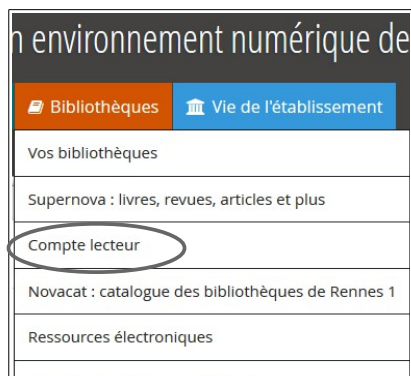 n environnement numérique de
Bibliothèques Vie de l'établissement
Vos bibliothèques
Supernova : livres, revues, articles et plus
Compte lecteur
Novacat : catalogue des bibliothèques de Rennes 1
Ressources électroniques